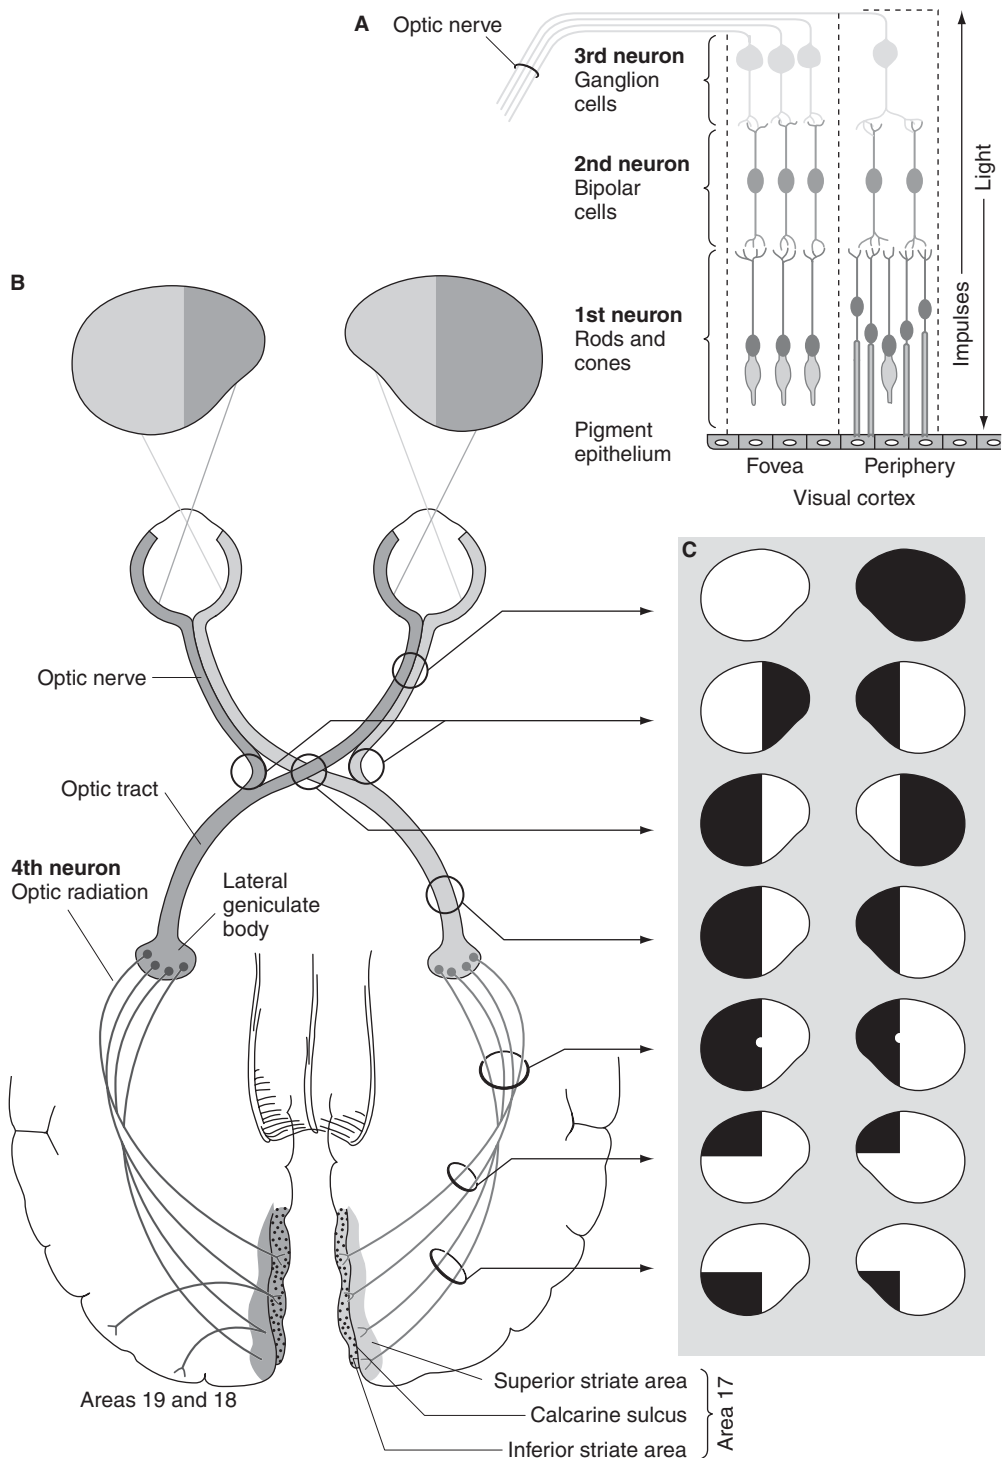 A
Optic nerve
3rd neuron
Ganglion
cells
2nd neuron
Bipolar
cells
1st neuron
Rods and
cones
Pigment
epithelium
Fovea
Periphery
Visual cortex
Impulses
Light
B
Optic nerve
Optic tract
4th neuron
Optic radiation
Lateral
geniculate
body
Areas 19 and 18
Superior striate area
Calcarine sulcus
Inferior striate area
Area 17
C